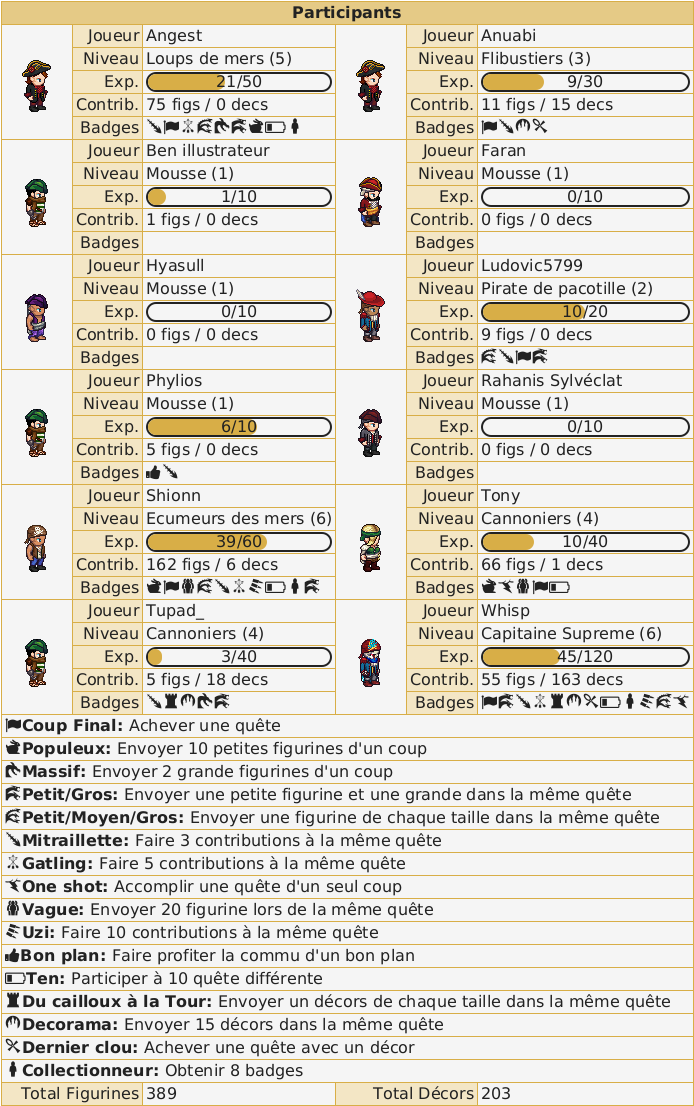 Participants
Joueur Angest
Niveau Loups de mers (5)
Exp. 21/50
Contrib. 75 figs / 0 decs
Badges
Joueur Anuabi
Niveau Flibustiers (3)
Exp. 9/30
Contrib. 11 figs / 15 decs
Badges
Joueur Ben illustrateur
Niveau Mousse (1)
Exp. 1/10
Contrib. 1 figs / 0 decs
Badges
Joueur Faran
Niveau Mousse (1)
Exp. 0/10
Contrib. 0 figs / 0 decs
Badges
Joueur Hyasull
Niveau Mousse (1)
Exp. 0/10
Contrib. 0 figs / 0 decs
Badges
Joueur Ludovic5799
Niveau Pirate de pacotille (2)
Exp. 10/20
Contrib. 9 figs / 0 decs
Badges
Joueur Phylios
Niveau Mousse (1)
Exp. 6/10
Contrib. 5 figs / 0 decs
Badges
Joueur Rahanis Sylvéclat
Niveau Mousse (1)
Exp. 0/10
Contrib. 0 figs / 0 decs
Badges
Joueur Shionn
Niveau Ecumeurs des mers (6)
Exp. 39/60
Contrib. 162 figs / 6 decs
Badges
Joueur Tony
Niveau Cannoniers (4)
Exp. 10/40
Contrib. 66 figs / 1 decs
Badges
Joueur Tupad_
Niveau Cannoniers (4)
Exp. 3/40
Contrib. 5 figs / 18 decs
Badges
Joueur Whisp
Niveau Capitaine Supreme (6)
Exp. 45/120
Contrib. 55 figs / 163 decs
Badges
Coup Final: Achever une quête
Populeux: Envoyer 10 petites figurines d'un coup
Massif: Envoyer 2 grande figurines d'un coup
Petit/Gros: Envoyer une petite figurine et une grande dans la même quête
Petit/Moyen/Gros: Envoyer une figurine de chaque taille dans la même quête
Mitraillette: Faire 3 contributions à la même quête
Gatling: Faire 5 contributions à la même quête
One shot: Accomplir une quête d'un seul coup
Vague: Envoyer 20 figurine lors de la même quête
Uzi: Faire 10 contributions à la même quête
Bon plan: Faire profiter la commu d'un bon plan
Ten: Participer à 10 quête différente
Du cailloux à la Tour: Envoyer un décors de chaque taille dans la même quête
Decorama: Envoyer 15 décors dans la même quête
Dernier clou: Achever une quête avec un décor
Collectionneur: Obtenir 8 badges
Total Figurines 389
Total Décors 203